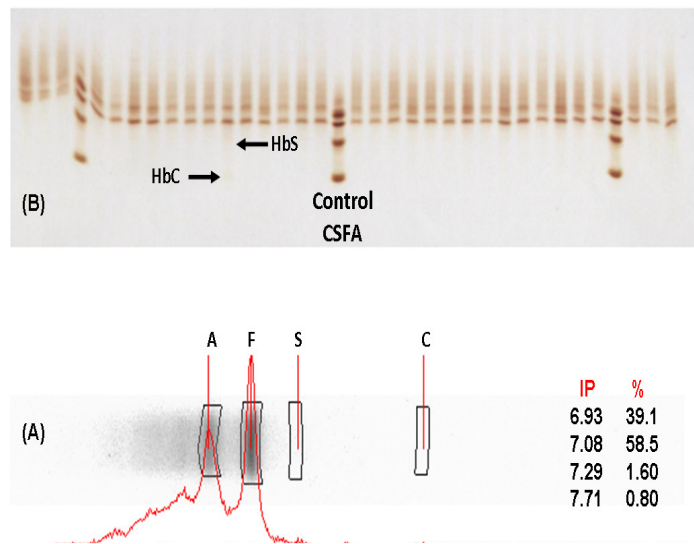 HbS
HbC
(B)
Control
CSFA
A F S C
IP %
(A)
6.93 39.1
7.08 58.5
7.29 1.60
7.71 0.80